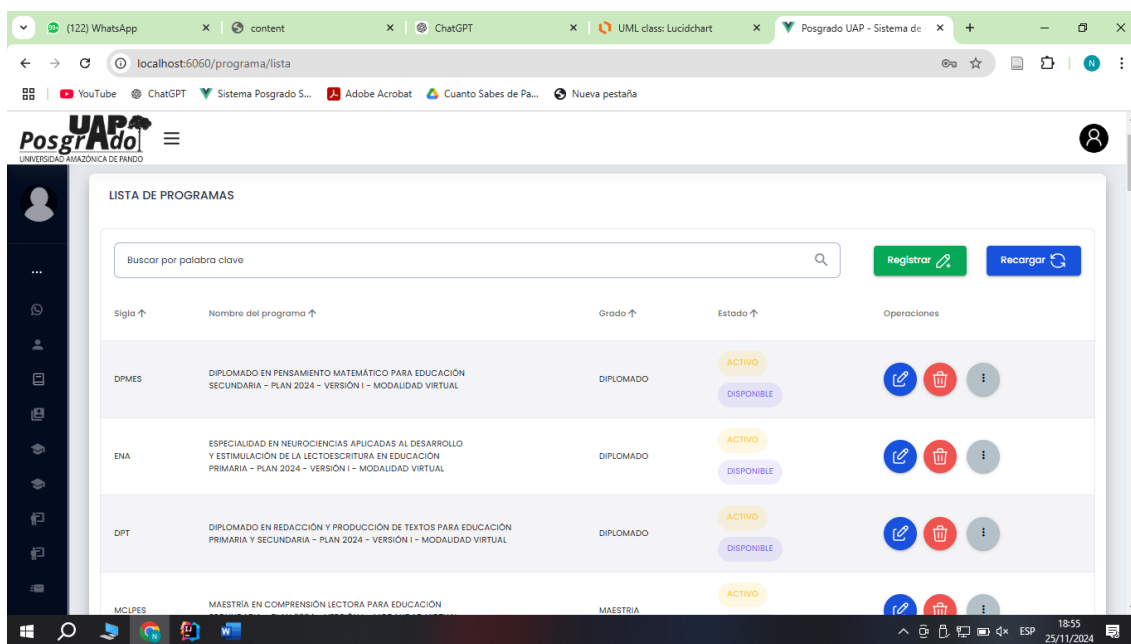 (122) WhatsApp
content
ChatGPT
UML class: Lucidchart
Posgrado UAP - Sistema de
localhost:6060/programa/lista
N
YouTube
ChatGPT
Sistema Posgrado S...
Adobe Acrobat
Cuanto Sabes de Pa...
Nueva pestaña
UAP
PosgrAdo
UNIVERSIDAD AMAZÓNICA DE PANDO
LISTA DE PROGRAMAS
Buscar por palabra clave
Registrar
Recargar
Sigla
Nombre del programa
Grado
Estado
Operaciones
DPMES
DIPLOMADO EN PENSAMIENTO MATEMÁTICO PARA EDUCACIÓN
SECUNDARIA - PLAN 2024 - VERSIÓN I - MODALIDAD VIRTUAL
DIPLOMADO
ACTIVO
DISPONIBLE
ENA
ESPECIALIDAD EN NEUROCIENCIAS APLICADAS AL DESARROLLO
Y ESTIMULACIÓN DE LA LECTOESCRITURA EN EDUCACIÓN
PRIMARIA - PLAN 2024 - VERSIÓN I - MODALIDAD VIRTUAL
DIPLOMADO
ACTIVO
DISPONIBLE
DPT
DIPLOMADO EN REDACCIÓN Y PRODUCCIÓN DE TEXTOS PARA EDUCACIÓN
PRIMARIA Y SECUNDARIA - PLAN 2024 - VERSIÓN I - MODALIDAD VIRTUAL
DIPLOMADO
ACTIVO
DISPONIBLE
MCLPES
MAESTRÍA EN COMPRENSIÓN LECTORA PARA EDUCACIÓN
MAESTRIA
ACTIVO
ESP
18:55
25/11/2024